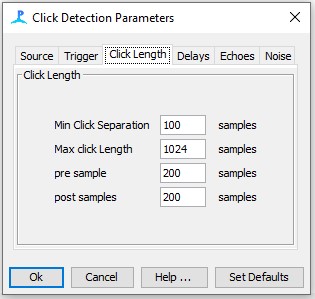 Click Detection Parameters
Source Trigger Click Length Delays Echoes Noise
Click Length
Min Click Separation 100 samples
Max click Length 1024 samples
pre sample 200 samples
post samples 200 samples
Ok Cancel Help ... Set Defaults